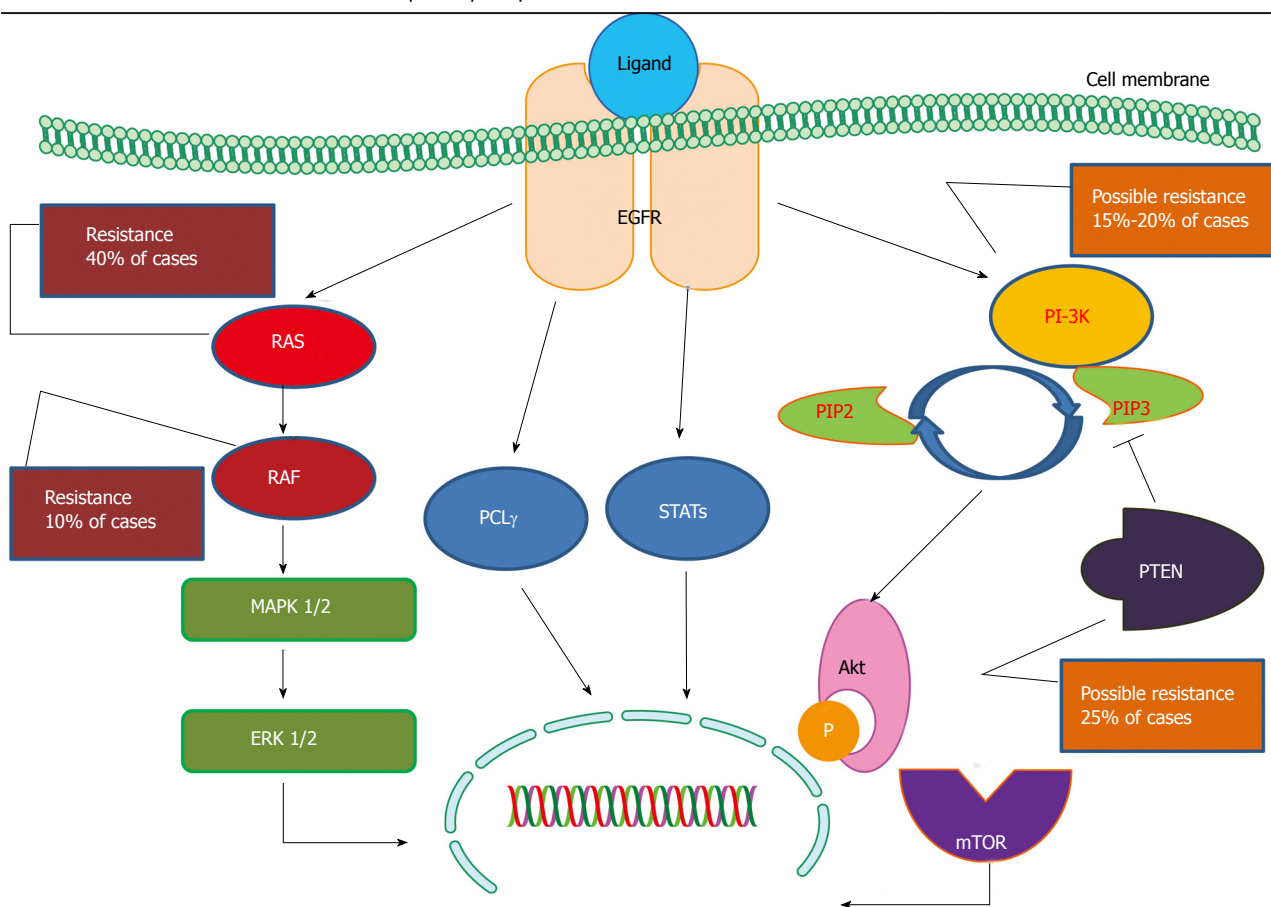 Ligand
Cell membrane
EGFR
Resistance
40% of cases
Possible resistance
15%-20% of cases
RAS
PI-3K
PIP2
PIP3
RAF
Resistance
10% of cases
PCLγ
STATs
PTEN
MAPK 1/2
Akt
P
Possible resistance
25% of cases
ERK 1/2
mTOR